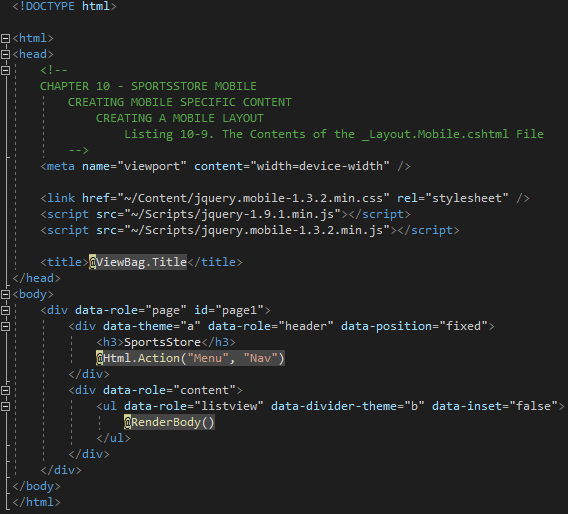 <!DOCTYPE html>
<html>
<head>
<!--
CHAPTER 10 - SPORTSSTORE MOBILE
CREATING MOBILE SPECIFIC CONTENT
CREATING A MOBILE LAYOUT
Listing 10-9. The Contents of the _Layout.Mobile.cshtml File
-->
<meta name="viewport" content="width=device-width" />
<link href="~/Content/jquery.mobile-1.3.2.min.css" rel="stylesheet" />
<script src="~/Scripts/jquery-1.9.1.min.js"></script>
<script src="~/Scripts/jquery.mobile-1.3.2.min.js"></script>
<title>@ViewBag.Title</title>
</head>
<body>
<div data-role="page" id="page1">
<div data-theme="a" data-role="header" data-position="fixed">
<h3>SportsStore</h3>
@Html.Action("Menu", "Nav")
</div>
<div data-role="content">
<ul data-role="listview" data-divider-theme="b" data-inset="false">
@RenderBody()
</ul>
</div>
</div>
</body>
</html>